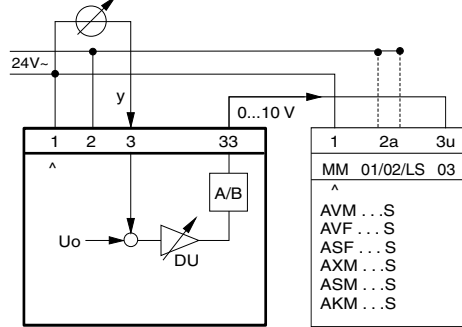 24V~
y
0...10 V
1 2 3 33
1 2a 3u
^
MM 01/02/LS 03
A/B
^
AVM . . .S
AVF . . .S
Uo
ASF . . .S
DU
AXM . . .S
ASM . . .S
AKM . . .S